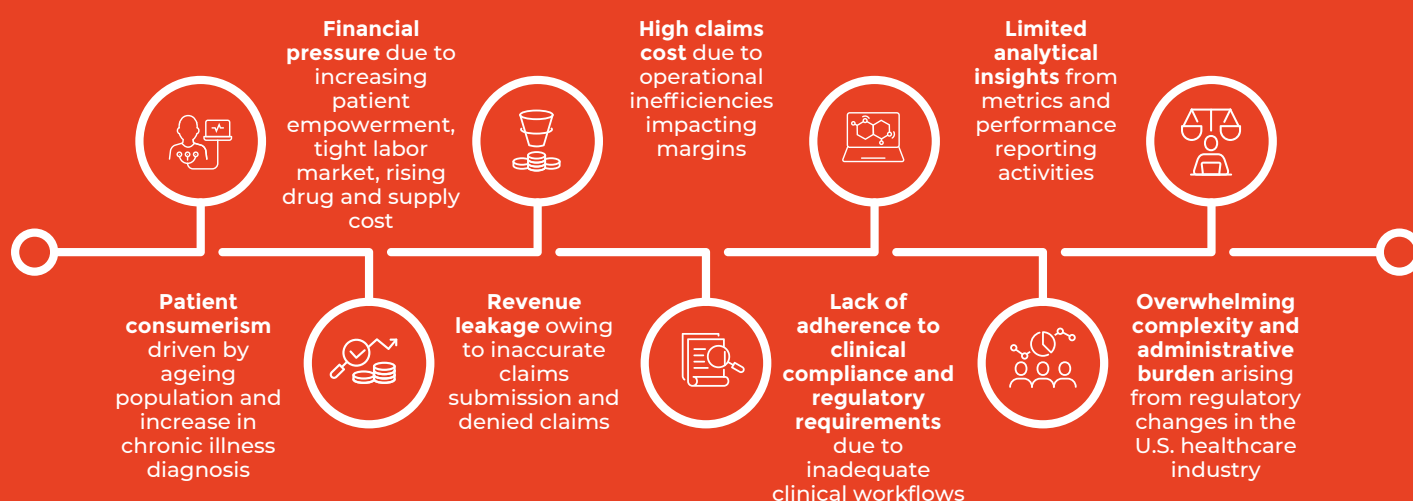 Patient
consumerism
driven by
ageing
population and
increase in
chronic illness
diagnosis
Financial
pressure due to
increasing
patient
empowerment,
tight labor
market, rising
drug and supply
cost
Revenue
leakage owing
to inaccurate
claims
submission and
denied claims
High claims
cost due to
operational
inefficiencies
impacting
margins
Lack of
adherence to
clinical
compliance and
regulatory
requirements
due to
inadequate
clinical workflows
Limited
analytical
insights from
metrics and
performance
reporting
activities
Overwhelming
complexity and
administrative
burden arising
from regulatory
changes in the
U.S. healthcare
industry